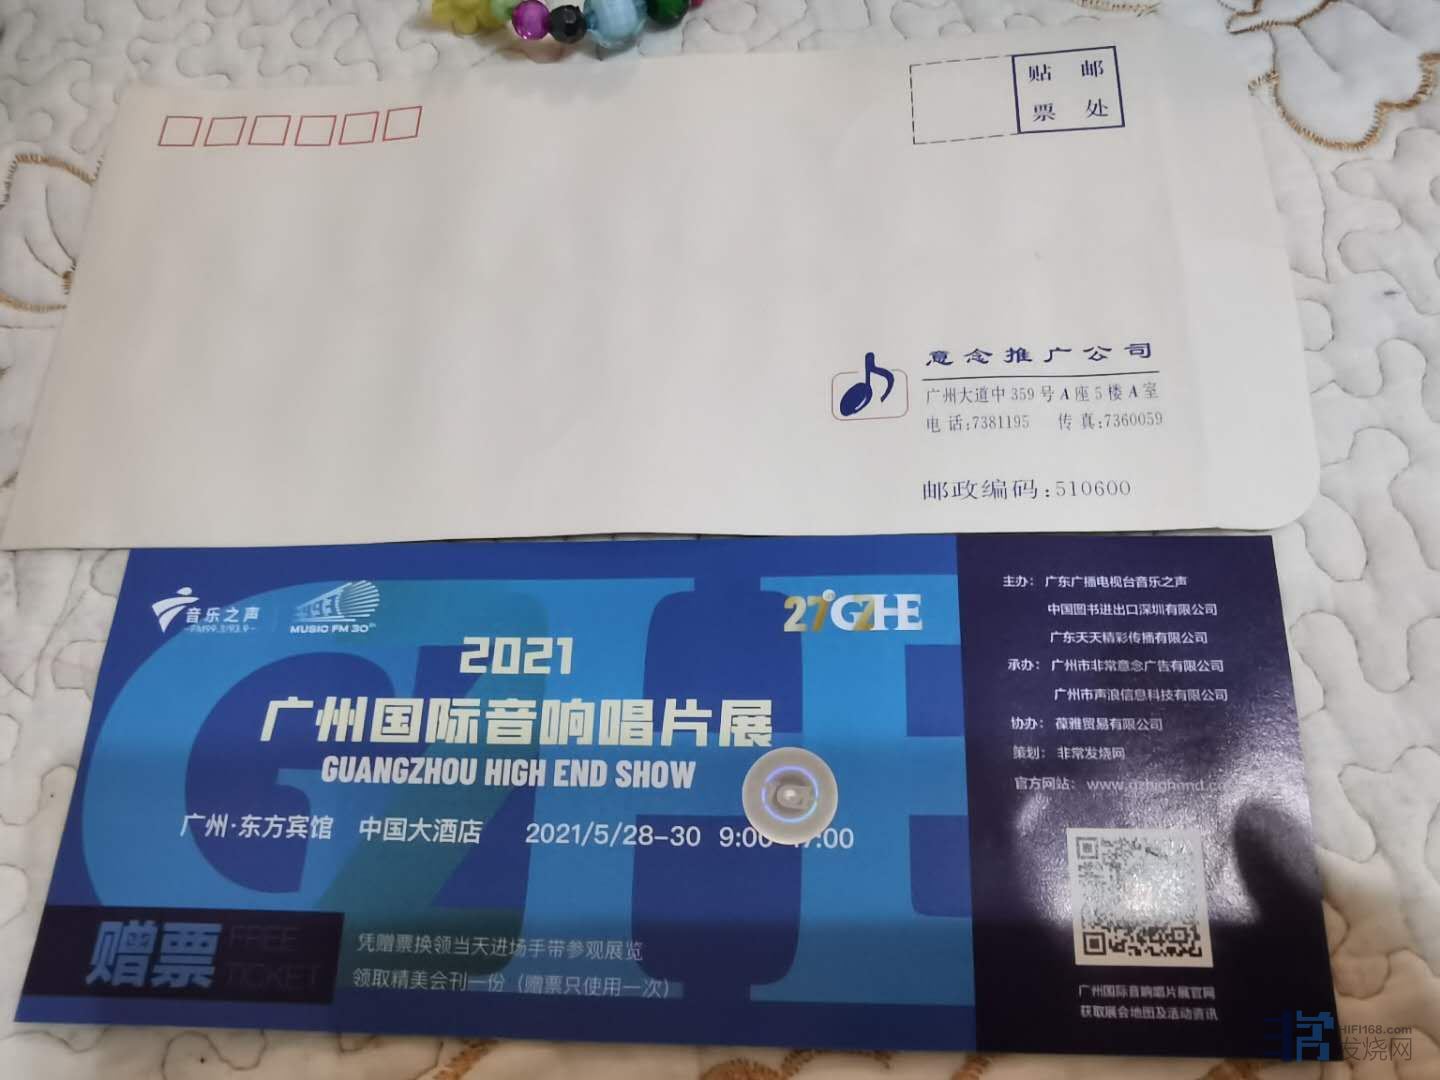 贴 邮
票 处
意念推广公司
广州大道中359号A座5楼A室
电话:7381195 传真:7360059
邮政编码:510600
音乐之声
MUSIC FM 30
27 GZHE
2021
广州国际音响唱片展
GUANGZHOU HIGH END SHOW
广州·东方宾馆 中国大酒店 2021/5/28-30 9:00-17:00
赠票
FREE
TICKET
凭赠票换领当天进场手带参观展览
领取精美会刊一份（赠票只使用一次）
主办： 广东广播电视台音乐之声
中国图书进出口深圳有限公司
广东天天精彩传播有限公司
承办： 广州市非常意念广告有限公司
广州市声浪信息科技有限公司
协办： 葆雅贸易有限公司
策划： 非常发烧网
官方网站： www.gzhighend.co
广州国际音响唱片展官网
获取展会地图及活动资讯
非常 HIFI168.com
发烧网